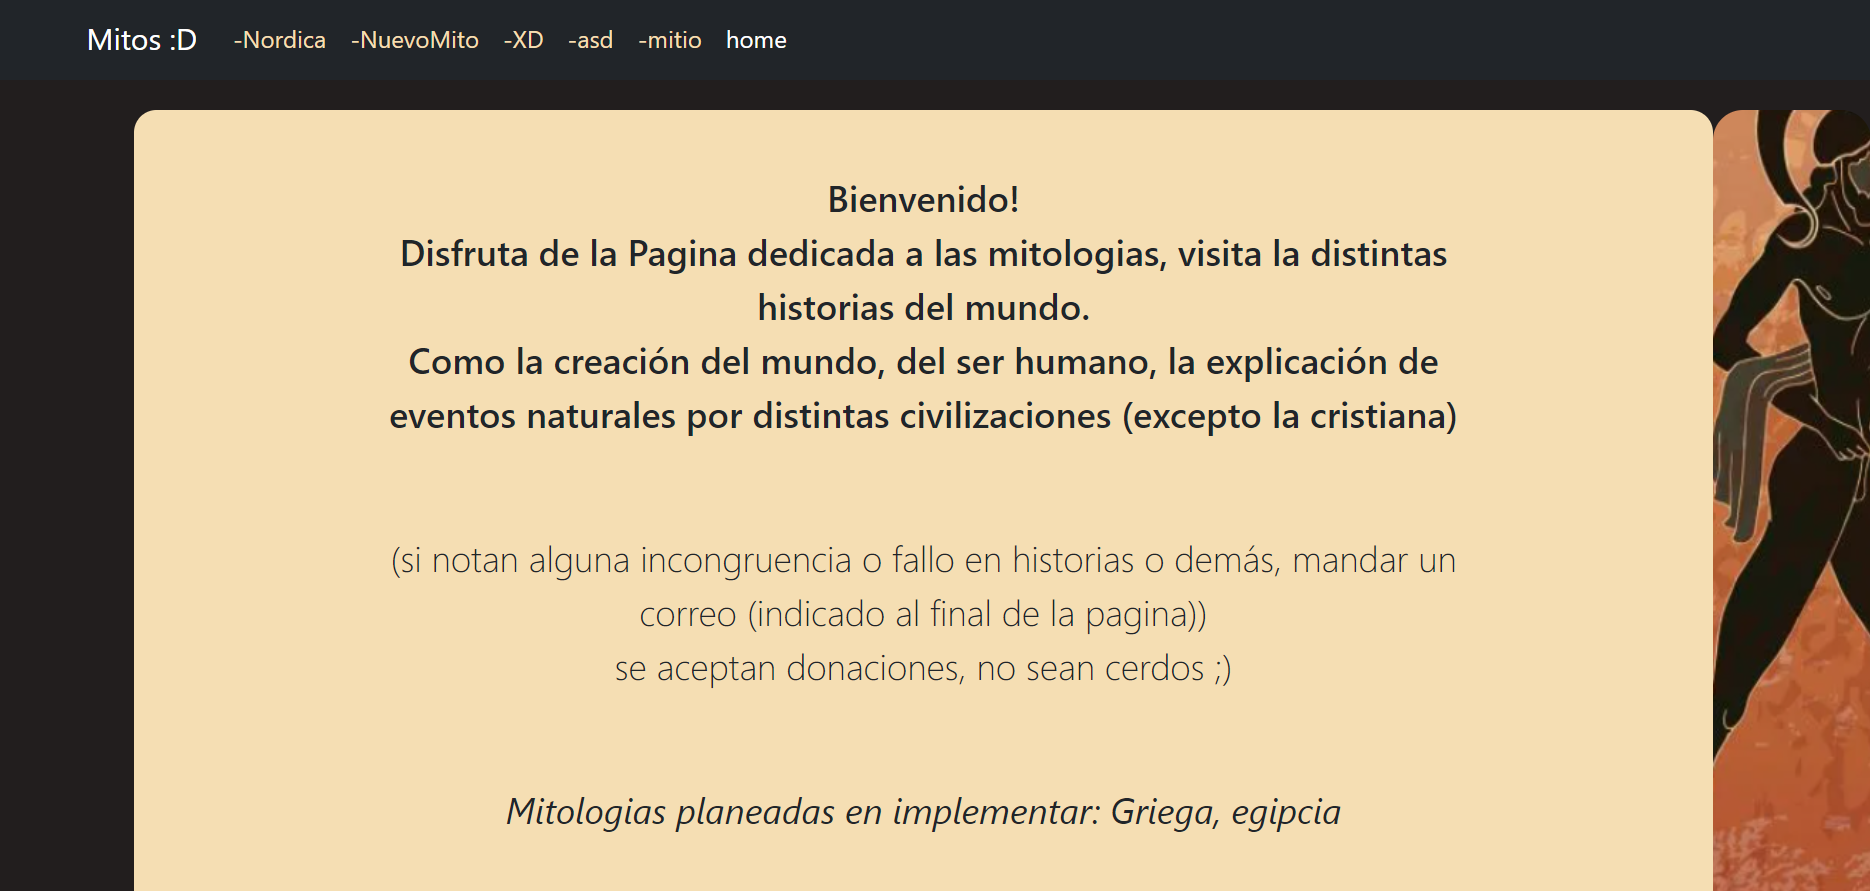 Mitos :D -Nordica -NuevoMito -XD -asd -mitio home
Bienvenido!
Disfruta de la Pagina dedicada a las mitologias, visita la distintas
historias del mundo.
Como la creación del mundo, del ser humano, la explicación de
eventos naturales por distintas civilizaciones (excepto la cristiana)
(si notan alguna incongruencia o fallo en historias o demás, mandar un
correo (indicado al final de la pagina))
se aceptan donaciones, no sean cerdos ;)
Mitologias planeadas en implementar: Griega, egipcia